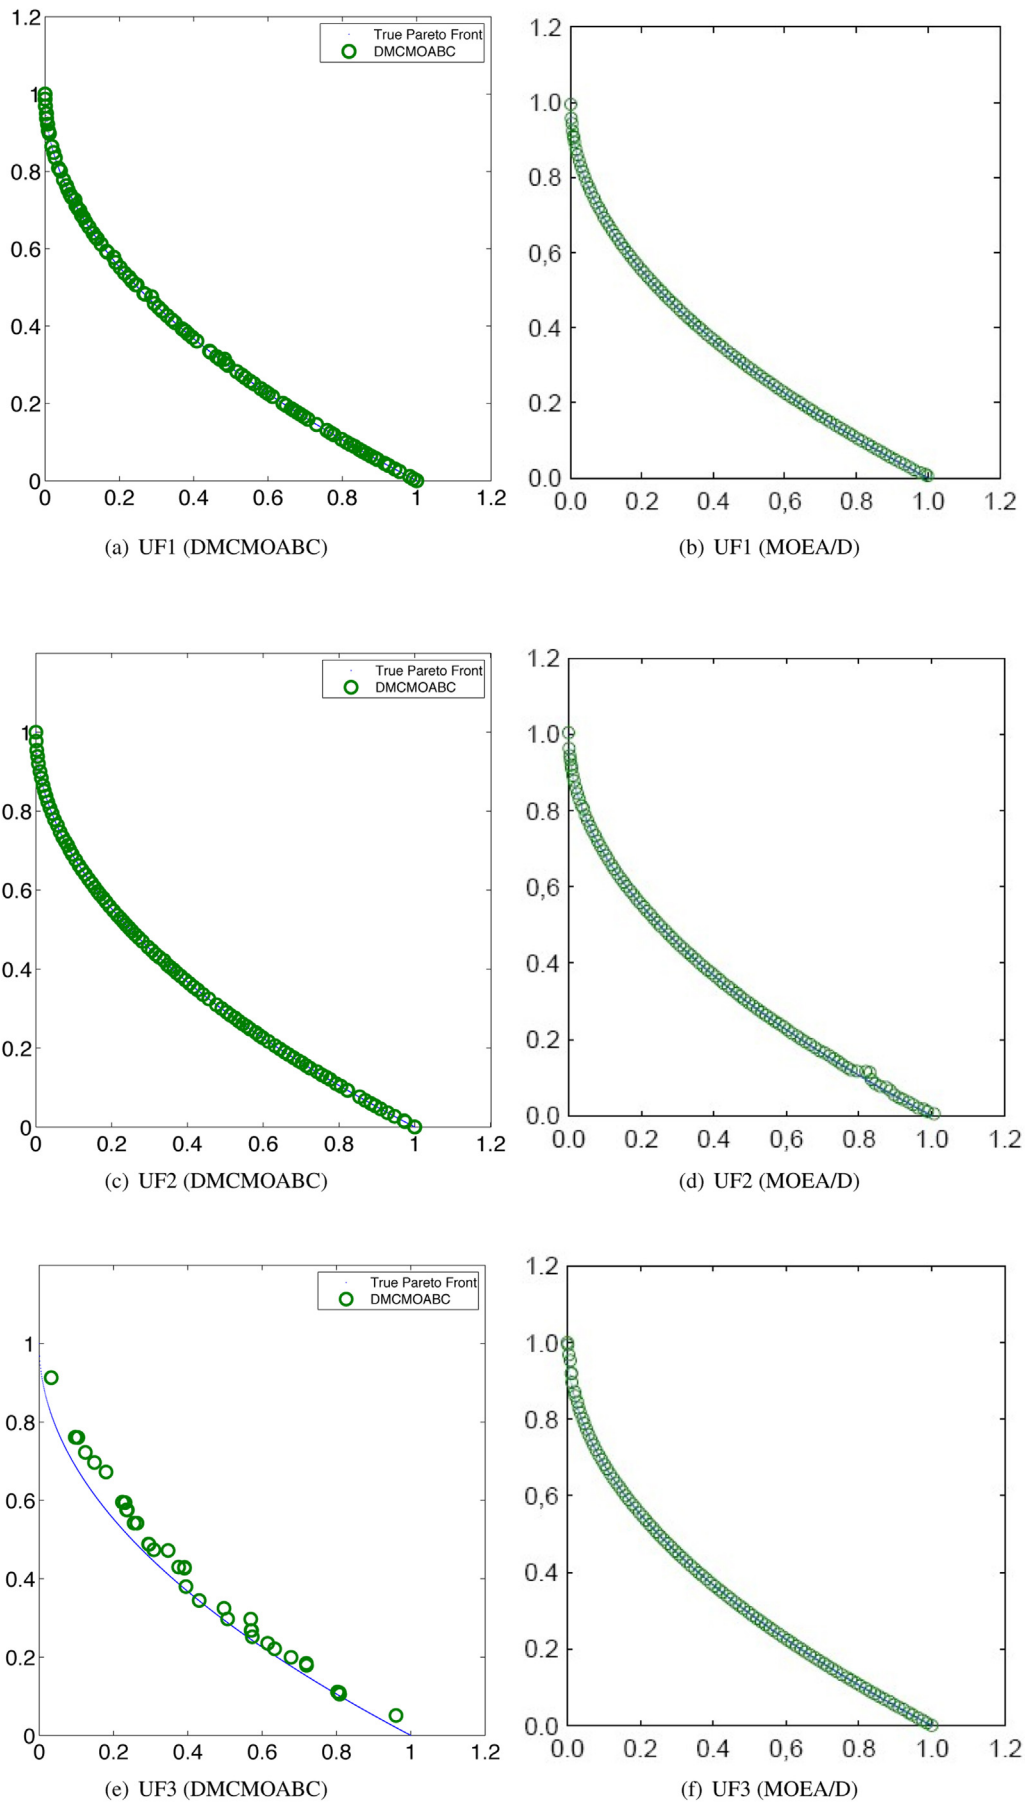 1.2
True Pareto Front
DMCMOABC
1
0.8
0.6
0.4
0.2
0
0 0.2 0.4 0.6 0.8 1 1.2
(a) UF1 (DMCMOABC)
1.2
1.0
0.8
0,6
0.4
0.2
0.0
0.0 0.2 0.4 0,6 0.8 1.0 1.2
(b) UF1 (MOEA/D)
True Pareto Front
DMCMOABC
1
0.8
0.6
0.4
0.2
0
0 0.2 0.4 0.6 0.8 1 1.2
(c) UF2 (DMCMOABC)
1.2
1.0
0.8
0,6
0.4
0.2
0.0
0.0 0.2 0.4 0,6 0.8 1.0 1.2
(d) UF2 (MOEA/D)
True Pareto Front
DMCMOABC
1
0.8
0.6
0.4
0.2
0
0 0.2 0.4 0.6 0.8 1 1.2
(e) UF3 (DMCMOABC)
1.2
1.0
0.8
0,6
0.4
0.2
0.0
0.0 0.2 0.4 0,6 0.8 1.0 1.2
(f) UF3 (MOEA/D)